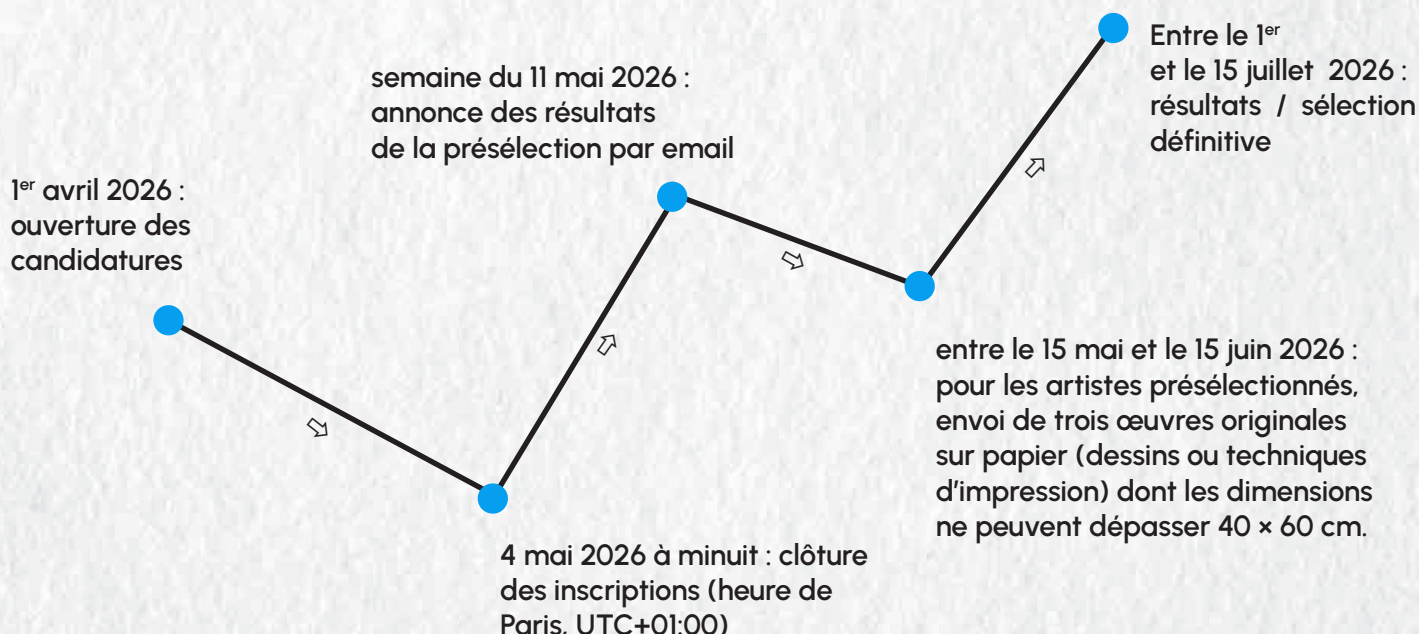 1er avril 2026 :
ouverture des
candidatures
4 mai 2026 à minuit : clôture
des inscriptions (heure de
Paris, UTC+01:00)
semaine du 11 mai 2026 :
annonce des résultats
de la présélection par email
entre le 15 mai et le 15 juin 2026 :
pour les artistes présélectionnés,
envoi de trois œuvres originales
sur papier (dessins ou techniques
d'impression) dont les dimensions
ne peuvent dépasser 40 × 60 cm.
Entre le 1er
et le 15 juillet 2026 :
résultats / sélection
définitive